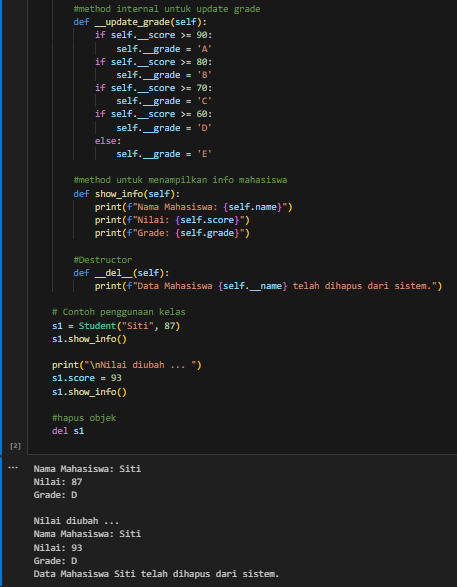 #method internal untuk update grade
def __update_grade(self):
if self.__score >= 90:
self.__grade = 'A'
if self.__score >= 80:
self.__grade = 'B'
if self.__score >= 70:
self.__grade = 'C'
if self.__score >= 60:
self.__grade = 'D'
else:
self.__grade = 'E'
#method untuk menampilkan info mahasiswa
def show_info(self):
print(f"Nama Mahasiswa: {self.name}")
print(f"Nilai: {self.score}")
print(f"Grade: {self.grade}")
#Destructor
def __del__(self):
print(f"Data Mahasiswa {self.__name} telah dihapus dari sistem.")
# Contoh penggunaan kelas
s1 = Student("Siti", 87)
s1.show_info()
print("\nNilai diubah ... ")
s1.score = 93
s1.show_info()
#hapus objek
del s1
[2]
...
Nama Mahasiswa: Siti
Nilai: 87
Grade: D
Nilai diubah ...
Nama Mahasiswa: Siti
Nilai: 93
Grade: D
Data Mahasiswa Siti telah dihapus dari sistem.